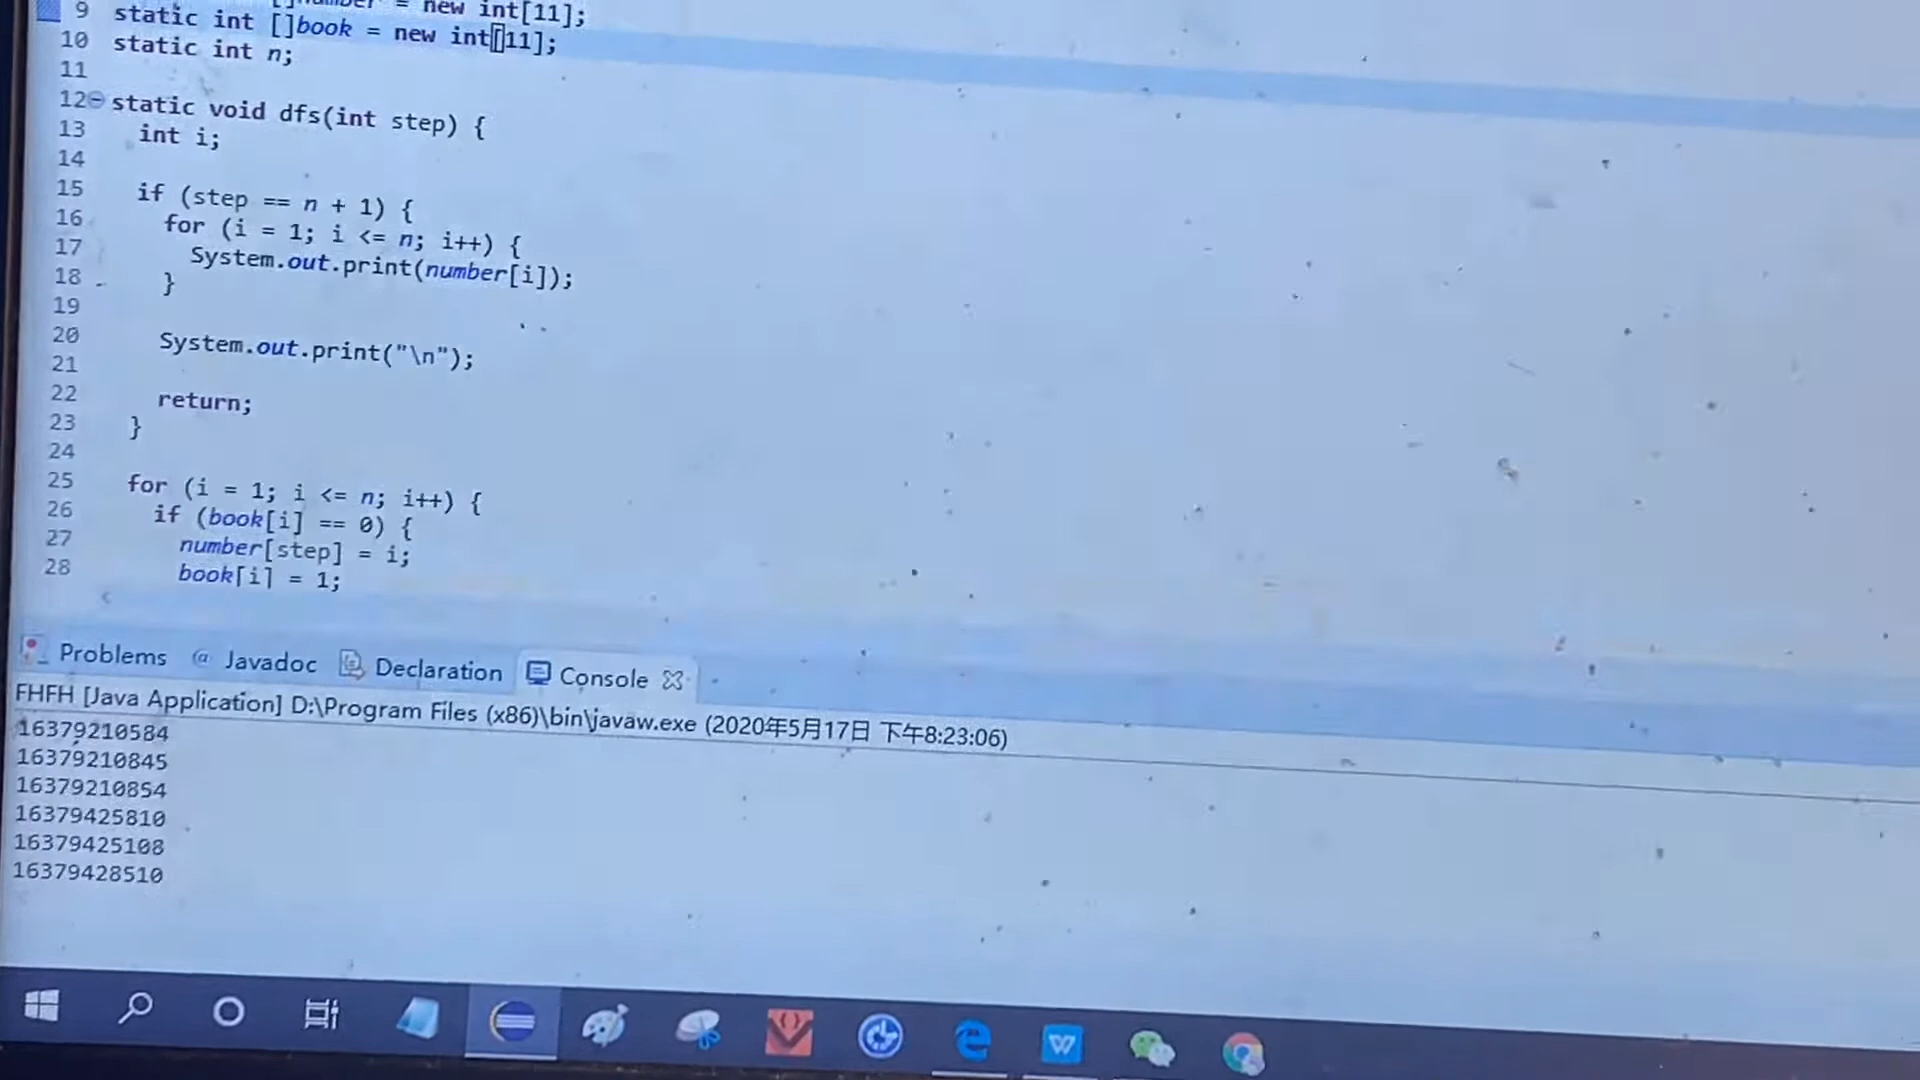 9 static int []book = new int[11];
10 static int n;
11
12 static void dfs(int step) {
13 int i;
14
15 if (step == n + 1) {
16 for (i = 1; i <= n; i++) {
17 System.out.print(number[i]);
18 }
19
20 System.out.print("\n");
21
22 return;
23 }
24
25 for (i = 1; i <= n; i++) {
26 if (book[i] == 0) {
27 number[step] = i;
28 book[i] = 1;
Problems @ Javadoc Declaration Console
FHFH [Java Application] D:\Program Files (x86)\bin\javaw.exe (2020年5月17日 下午8:23:06)
16379210584
16379210845
16379210854
16379425810
16379425108
16379428510